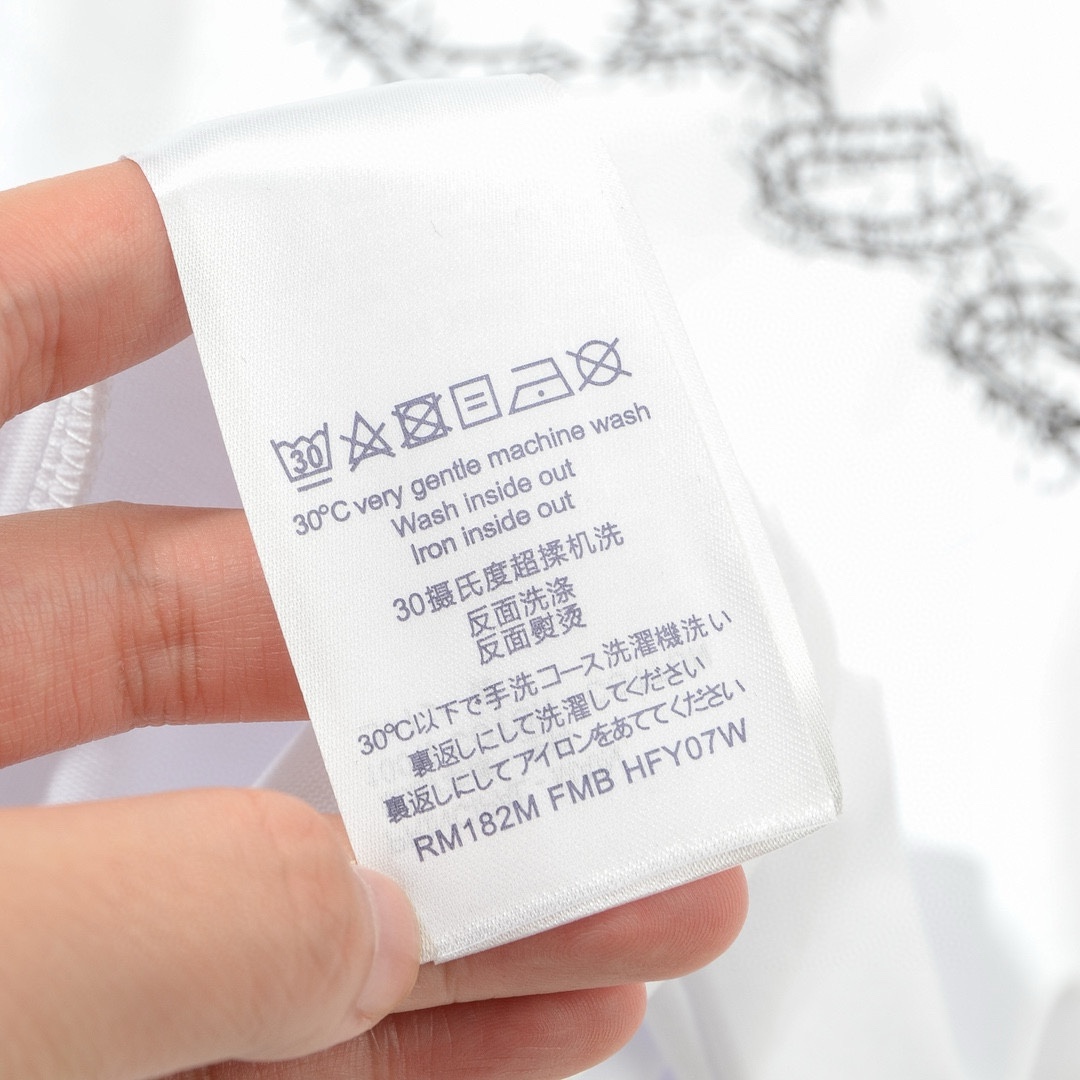 30
30°C very gentle machine wash
Wash inside out
Iron inside out
30摄氏度超揉机洗
反面洗涤
反面熨烫
30℃以下で手洗コース洗濯機洗い
裏返しにして洗濯してください
裏返しにしてアイロンをあててください
RM182M FMB HFY07W